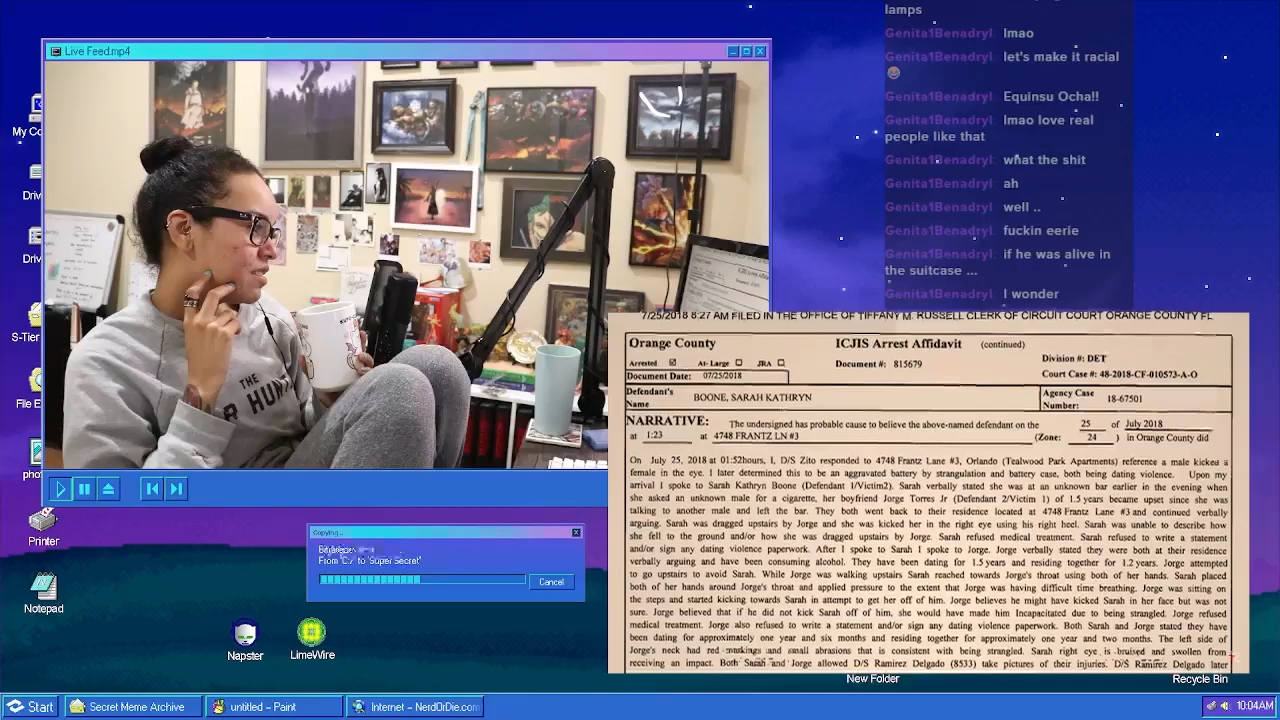 Live Feed.mp4
lamps
Genita1Benadryl lmao
Genita1Benadryl let's make it racial
Genita1Benadryl Equinsu Ocha!!
Genita1Benadryl lmao love real
people like that
Genita1Benadryl what the shit
Genita1Benadryl ah
Genita1Benadryl well ..
Genita1Benadryl fuckin eerie
Genita1Benadryl if he was alive in
the suitcase ...
Genita1Benadryl I wonder
My Co
Driv
Driv
S-Tier
File E
pho
Printer
Notepad
Napster
LimeWire
THE
HUN
Copying...
From 'C:/' to 'Super Secret'
Cancel
7/25/2018 8:27 AM FILED IN THE OFFICE OF TIFFANY M. RUSSELL CLERK OF CIRCUIT COURT ORANGE COUNTY FL
Orange County ICJIS Arrest Affidavit (continued)
Division #: DET
Arrested At- Large JRA Document #: 815679
Document Date: 07/25/2018 Court Case #: 48-2018-CF-010573-A-O
Defendant's Name BOONE, SARAH KATHRYN Agency Case Number: 18-67501
NARRATIVE: The undersigned has probable cause to believe the above-named defendant on the 25 of July 2018
at 1:23 at 4748 FRANTZ LN #3 (Zone: 24 ) in Orange County did
On July 25, 2018 at 01:52hours, I, D/S Zito responded to 4748 Frantz Lane #3, Orlando (Tealwood Park Apartments) reference a male kicked a
female in the eye. I later determined this to be an aggravated battery by strangulation and battery case, both being dating violence. Upon my
arrival I spoke to Sarah Kathryn Boone (Defendant 1/Victim2). Sarah verbally stated she was at an unknown bar earlier in the evening when
she asked an unknown male for a cigarette, her boyfriend Jorge Torres Jr (Defendant 2/Victim 1) of 1.5 years became upset since she was
talking to another male and left the bar. They both went back to their residence located at 4748 Frantz Lane #3 and continued verbally
arguing. Sarah was dragged upstairs by Jorge and she was kicked her in the right eye using his right heel. Sarah was unable to describe how
she fell to the ground and/or how she was dragged upstairs by Jorge. Sarah refused medical treatment. Sarah refused to write a statement
and/or sign any dating violence paperwork. After I spoke to Sarah I spoke to Jorge. Jorge verbally stated they were both at their residence
verbally arguing and have been consuming alcohol. They have been dating for 1.5 years and residing together for 1.2 years. Jorge attempted
to go upstairs to avoid Sarah. While Jorge was walking upstairs Sarah reached towards Jorge's throat using both of her hands. Sarah placed
both of her hands around Jorge's throat and applied pressure to the extent that Jorge was having difficult time breathing. Jorge was sitting on
the steps and started kicking towards Sarah in attempt to get her off of him. Jorge believes he might have kicked Sarah in her face but was not
sure. Jorge believed that if he did not kick Sarah off of him, she would have made him Incapacitated due to being strangled. Jorge refused
medical treatment. Jorge also refused to write a statement and/or sign any dating violence paperwork. Both Sarah and Jorge stated they have
been dating for approximately one year and six months and residing together for approximately one year and two months. The left side of
Jorge's neck had red markings and small abrasions that is consistent with being strangled. Sarah right eye is bruised and swollen from
receiving an impact. Both Sarah and Jorge allowed D/S Ramirez Delgado (8533) take pictures of their injuries. D/S Ramirez Delgado later
New Folder
Recycle Bin
Start
Secret Meme Archive
untitled – Paint
Internet – NerdOrDie.com
10:04AM